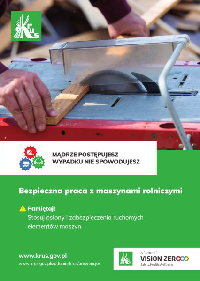 KRUS
MĄDRZE POSTĘPUJESZ
WYPADKU NIE SPOWODUJESZ
Bezpieczna praca z maszynami rolniczymi
Pamiętaj!
Stosuj osłony i zabezpieczenia ruchomych
elementów maszyn.
www.krus.gov.pl
VISION ZERO